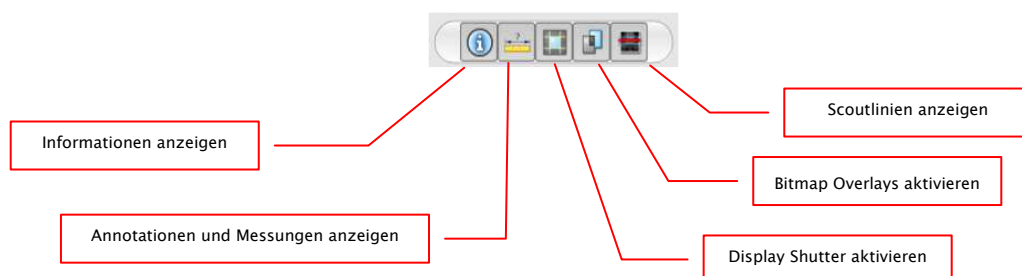 ?
Scoutlinien anzeigen
Informationen anzeigen
Bitmap Overlays aktivieren
Annotationen und Messungen anzeigen
Display Shutter aktivieren